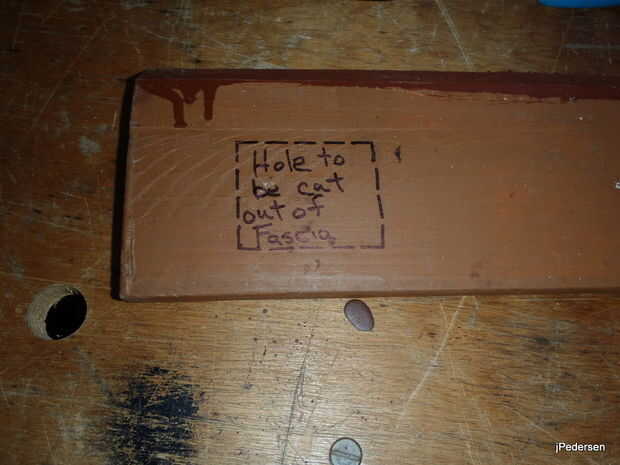 Hole to
be cut
out of
Fascia
jPedersen